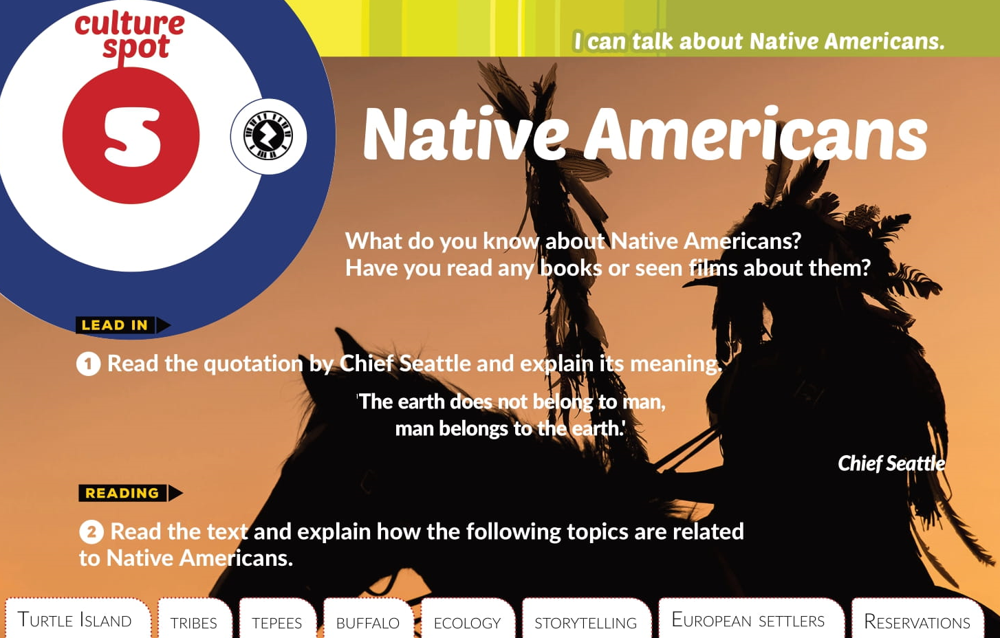 culture
spot
S
I can talk about Native Americans.
Native Americans
What do you know about Native Americans?
Have you read any books or seen films about them?
LEAD IN
1 Read the quotation by Chief Seattle and explain its meaning.
'The earth does not belong to man,
man belongs to the earth.'
Chief Seattle
READING
2 Read the text and explain how the following topics are related
to Native Americans.
TURTLE ISLAND
TRIBES
TEPEES
BUFFALO
ECOLOGY
STORYTELLING
EUROPEAN SETTLERS
RESERVATIONS